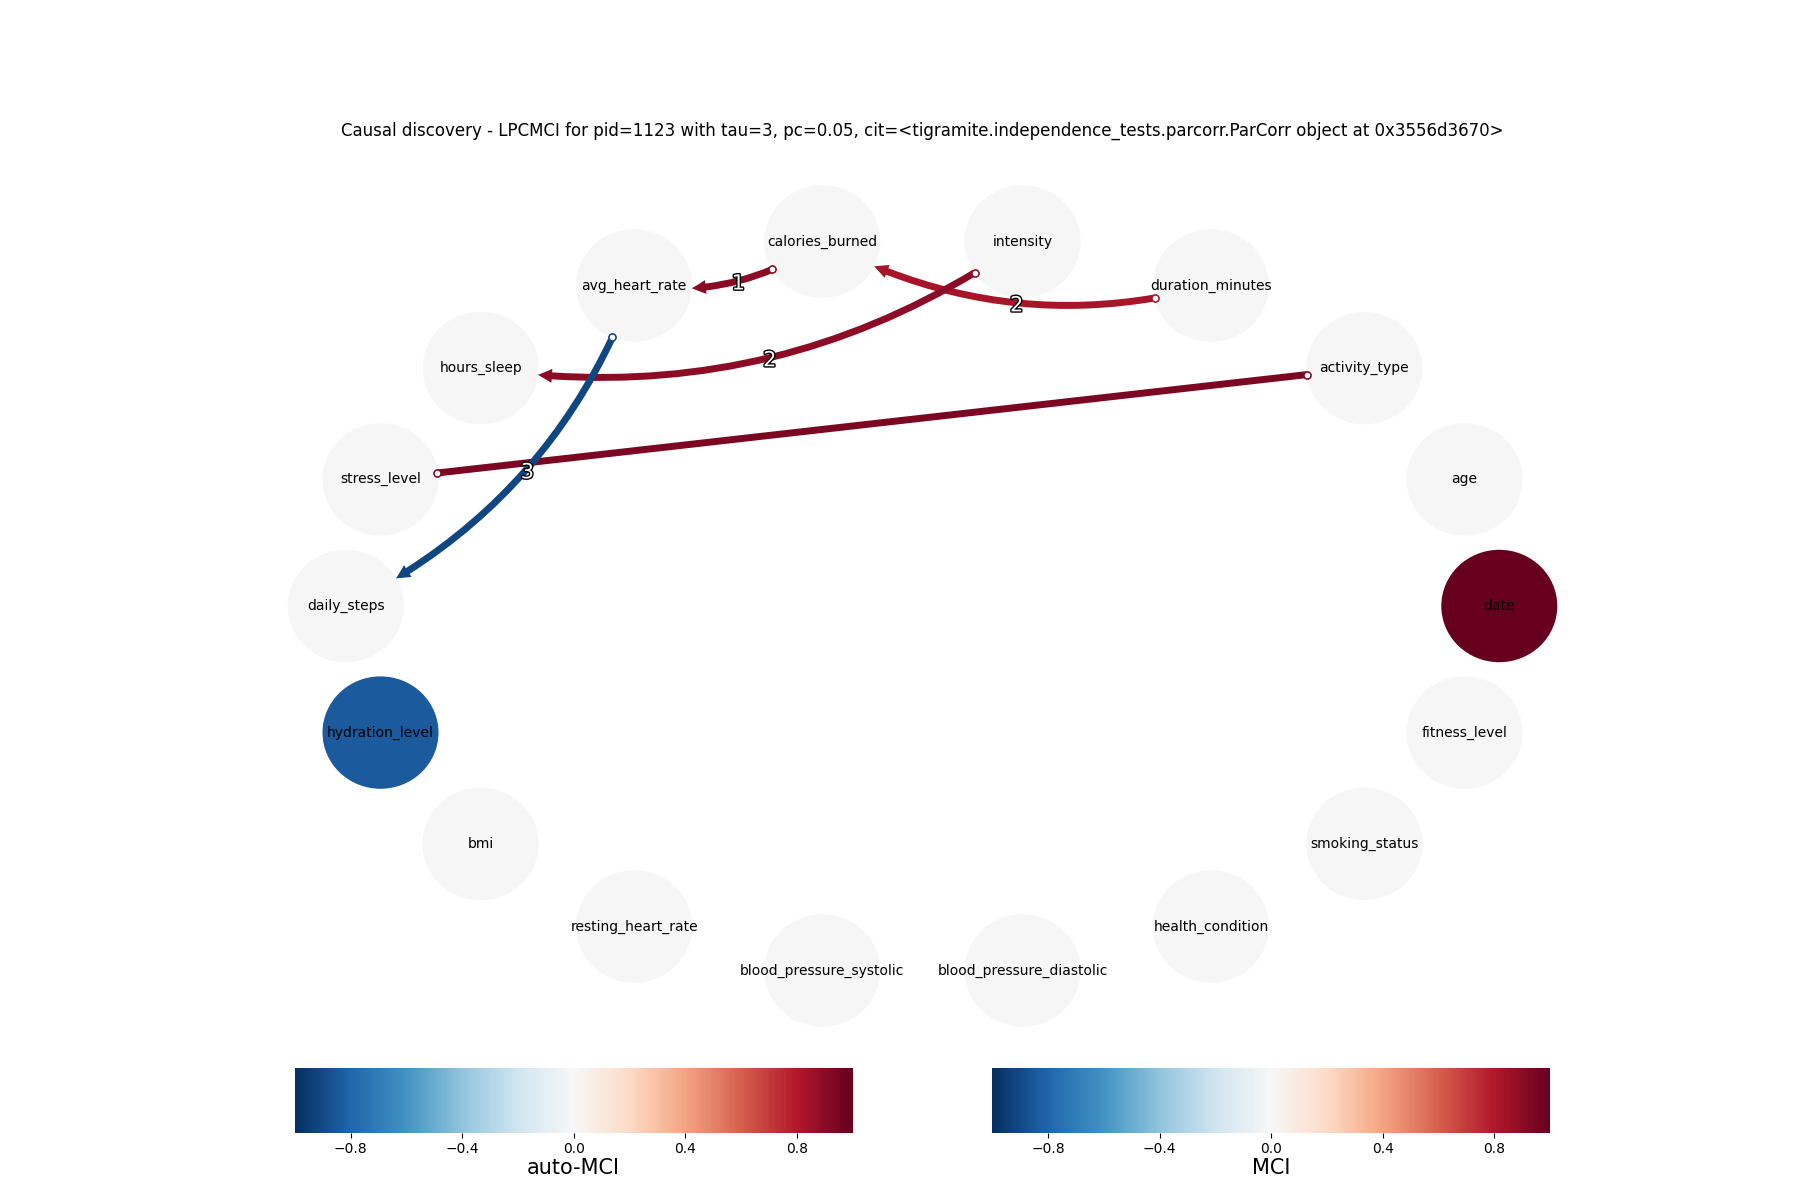 Causal discovery - LPCMCI for pid=1123 with tau=3, pc=0.05, cit=<tigramite.independence_tests.parcorr.ParCorr object at 0x3556d3670>
calories_burned
intensity
avg_heart_rate
1
duration_minutes
2
2
hours_sleep
activity_type
3
stress_level
age
daily_steps
date
hydration_level
fitness_level
bmi
smoking_status
resting_heart_rate
health_condition
blood_pressure_systolic
blood_pressure_diastolic
−0.8 −0.4 0.0 0.4 0.8
auto-MCI
−0.8 −0.4 0.0 0.4 0.8
MCI